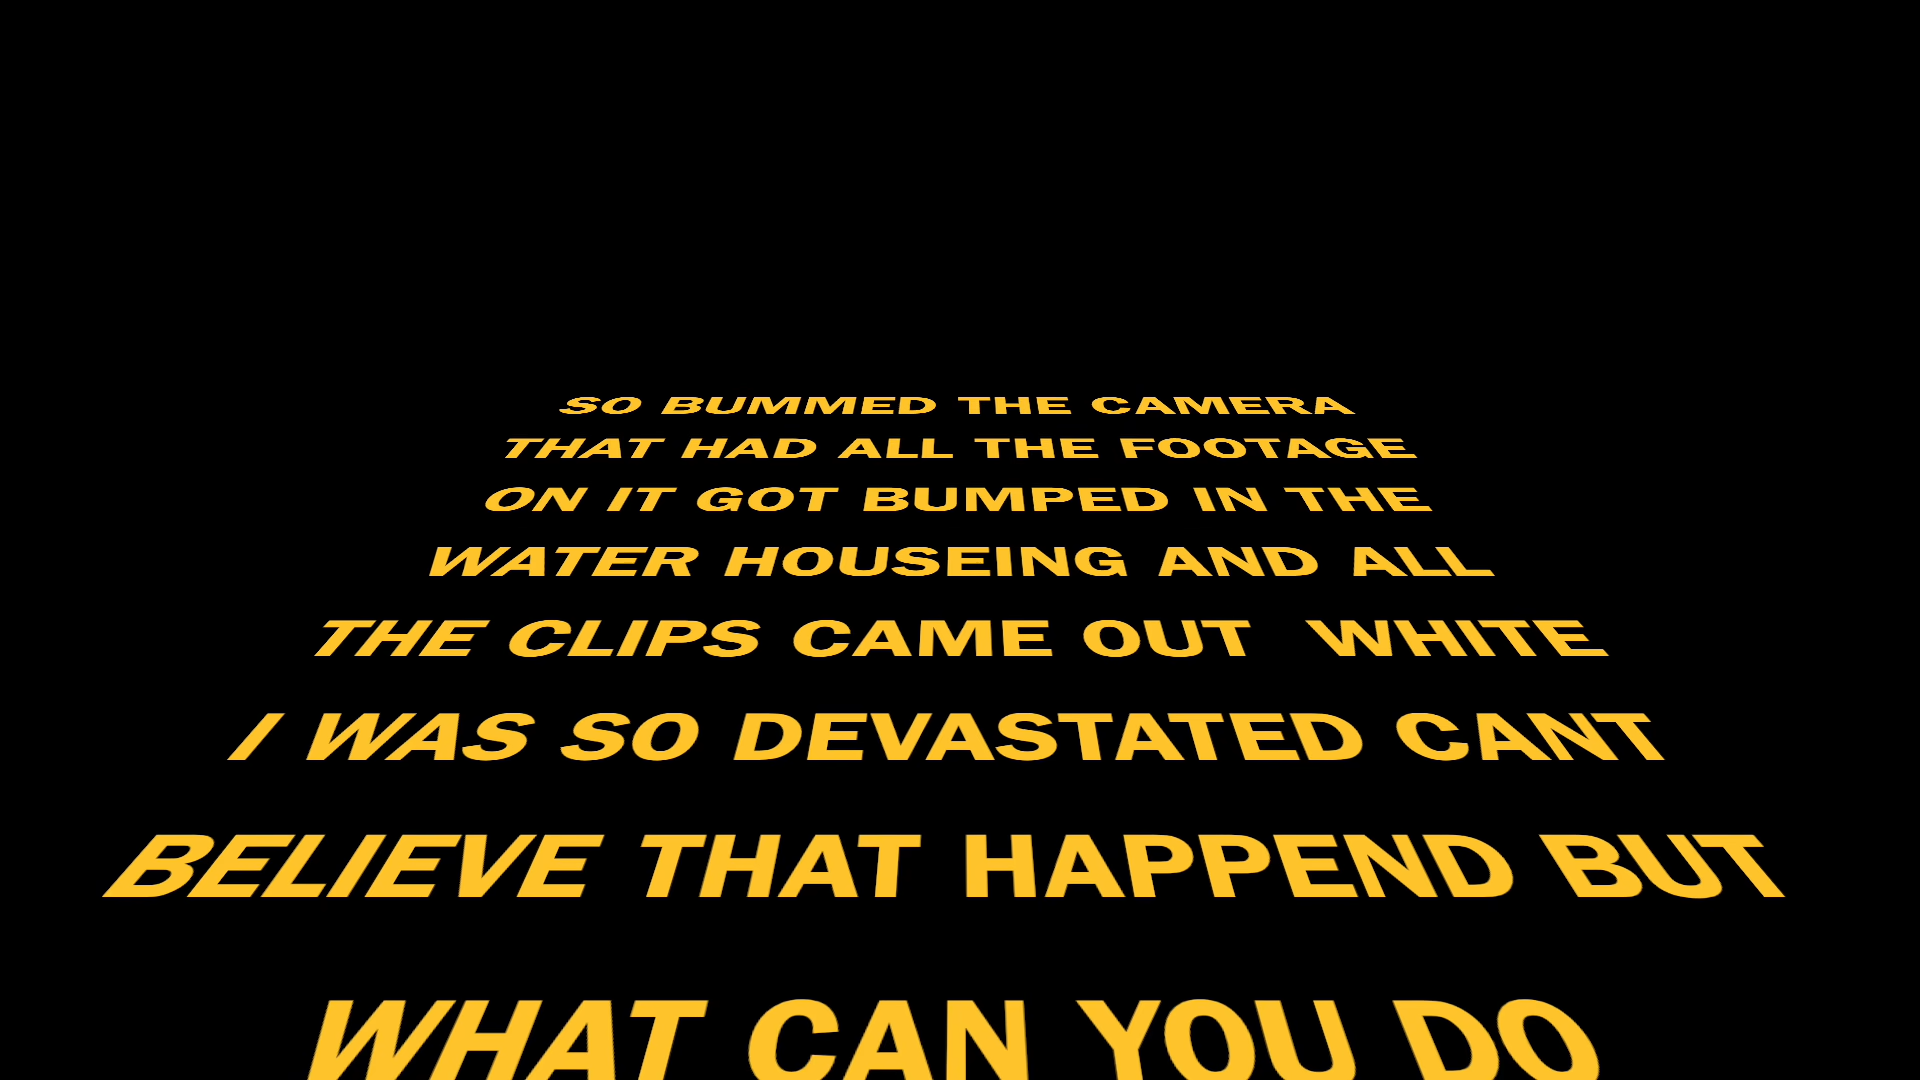 SO BUMMED THE CAMERA
THAT HAD ALL THE FOOTAGE
ON IT GOT BUMPED IN THE
WATER HOUSEING AND ALL
THE CLIPS CAME OUT  WHITE
I WAS SO DEVASTATED CANT
BELIEVE THAT HAPPEND BUT
WHAT CAN YOU DO